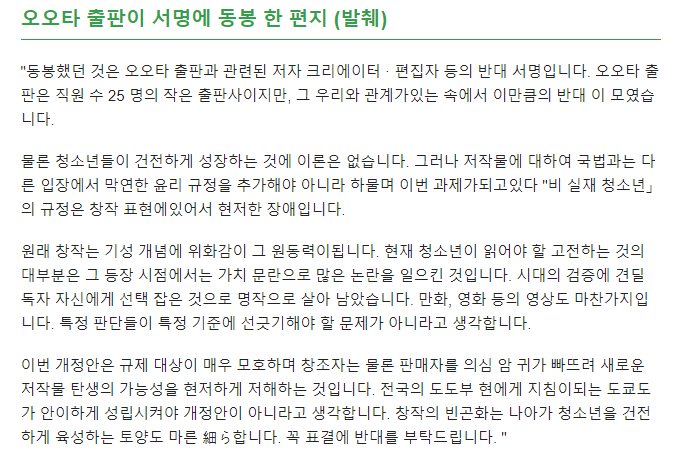 오오타 출판이 서명에 동봉 한 편지 (발췌)
"동봉했던 것은 오오타 출판과 관련된 저자 크리에이터 · 편집자 등의 반대 서명입니다. 오오타 출
판은 직원 수 25 명의 작은 출판사이지만, 그 우리와 관계가있는 속에서 이만큼의 반대 이 모였습
니다.
물론 청소년들이 건전하게 성장하는 것에 이론은 없습니다. 그러나 저작물에 대하여 국법과는 다
른 입장에서 막연한 윤리 규정을 추가해야 아니라 하물며 이번 과제가되고있다 "비 실재 청소년」
의 규정은 창작 표현에있어서 현저한 장애입니다.
원래 창작는 기성 개념에 위화감이 그 원동력이됩니다. 현재 청소년이 읽어야 할 고전하는 것의
대부분은 그 등장 시점에서는 가치 문란으로 많은 논란을 일으킨 것입니다. 시대의 검증에 견딜
독자 자신에게 선택 잡은 것으로 명작으로 살아 남았습니다. 만화, 영화 등의 영상도 마찬가지입
니다. 특정 판단들이 특정 기준에 선긋기해야 할 문제가 아니라고 생각합니다.
이번 개정안은 규제 대상이 매우 모호하며 창조자는 물론 판매자를 의심 암 귀가 빠뜨려 새로운
저작물 탄생의 가능성을 현저하게 저해하는 것입니다. 전국의 도도부 현에게 지침이되는 도쿄도
가 안이하게 성립시켜야 개정안이 아니라고 생각합니다. 창작의 빈곤화는 나아가 청소년을 건전
하게 육성하는 토양도 마른 細ら합니다. 꼭 표결에 반대를 부탁드립니다. "